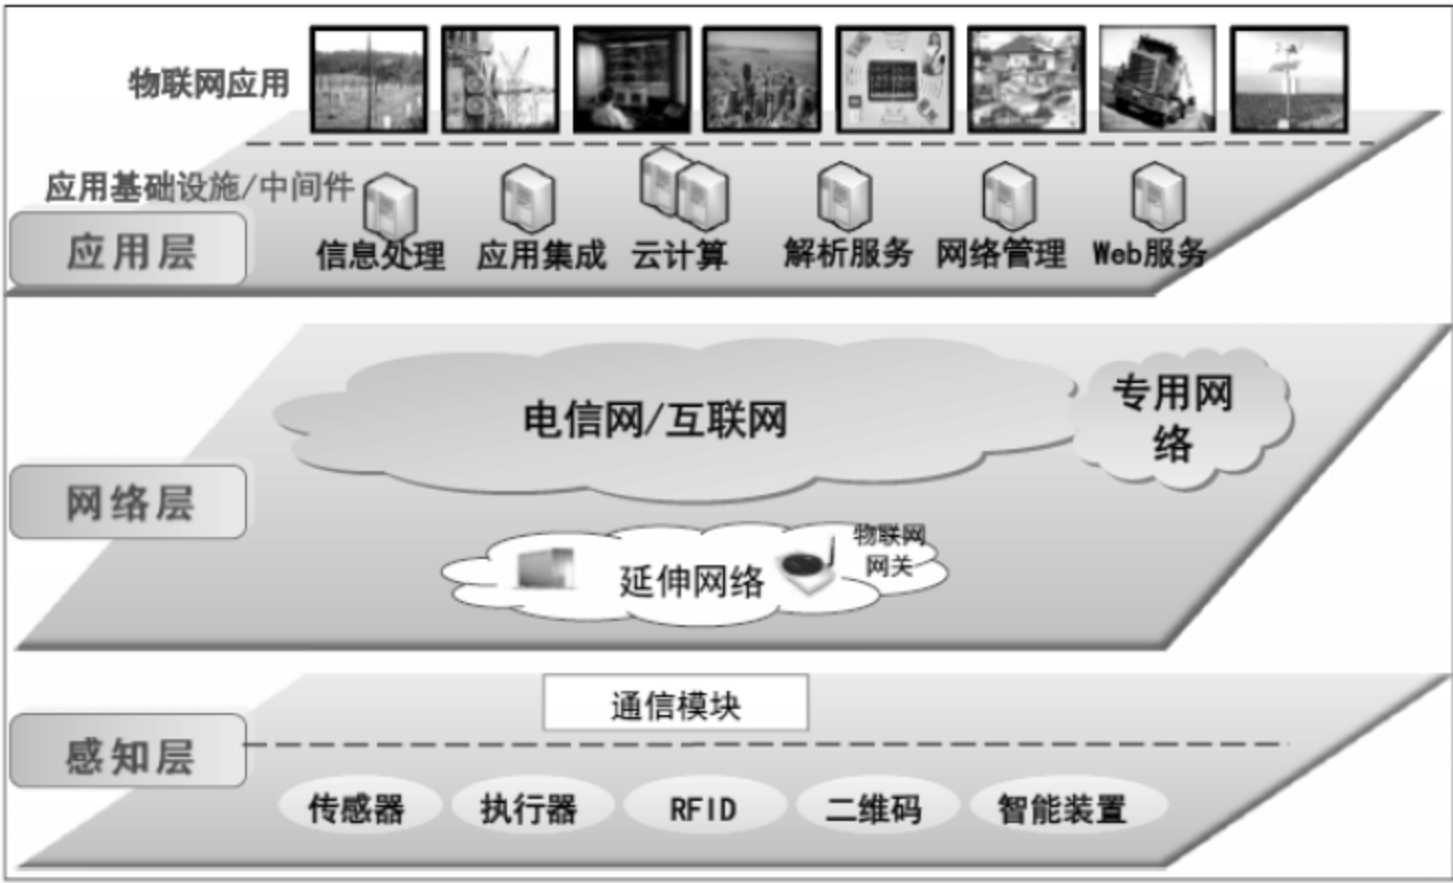 物联网应用
应用基础设施/中间件
应用层
信息处理
应用集成
云计算
解析服务
网络管理
Web服务
电信网/互联网
专用网
络
网络层
物联网
网关
延伸网络
通信模块
感知层
传感器
执行器
RFID
二维码
智能装置